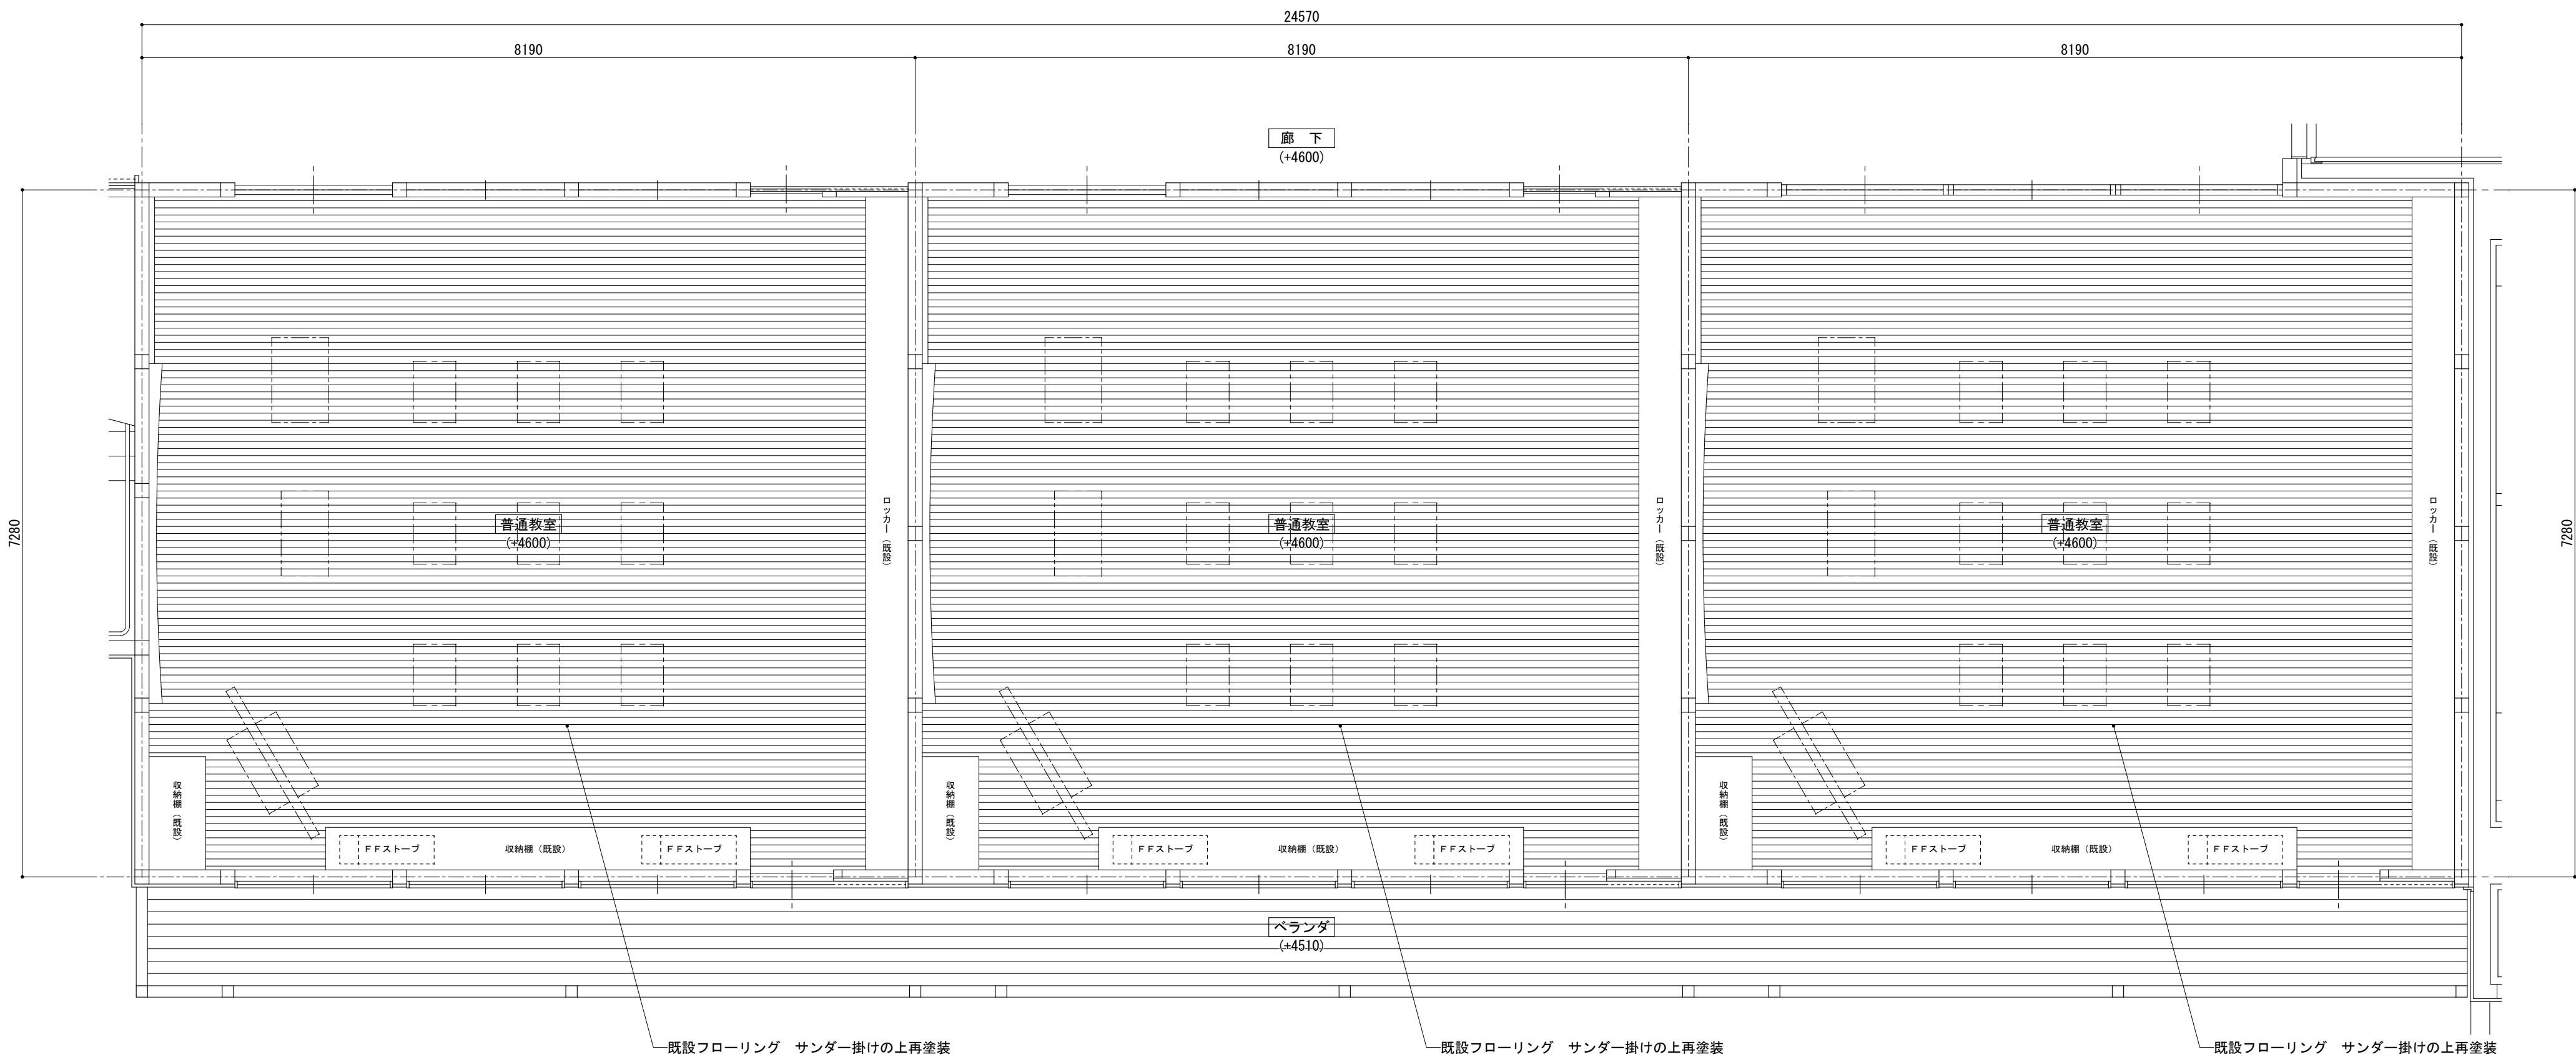 24570
8190
8190
8190
廊　下
(+4600)
7280
7280
普通教室
(+4600)
ロッカー（既設）
普通教室
(+4600)
ロッカー（既設）
普通教室
(+4600)
ロッカー（既設）
収納棚（既設）
FFストーブ
収納棚（既設）
FFストーブ
収納棚（既設）
FFストーブ
収納棚（既設）
FFストーブ
収納棚（既設）
FFストーブ
収納棚（既設）
FFストーブ
ベランダ
(+4510)
既設フローリング　サンダー掛けの上再塗装
既設フローリング　サンダー掛けの上再塗装
既設フローリング　サンダー掛けの上再塗装